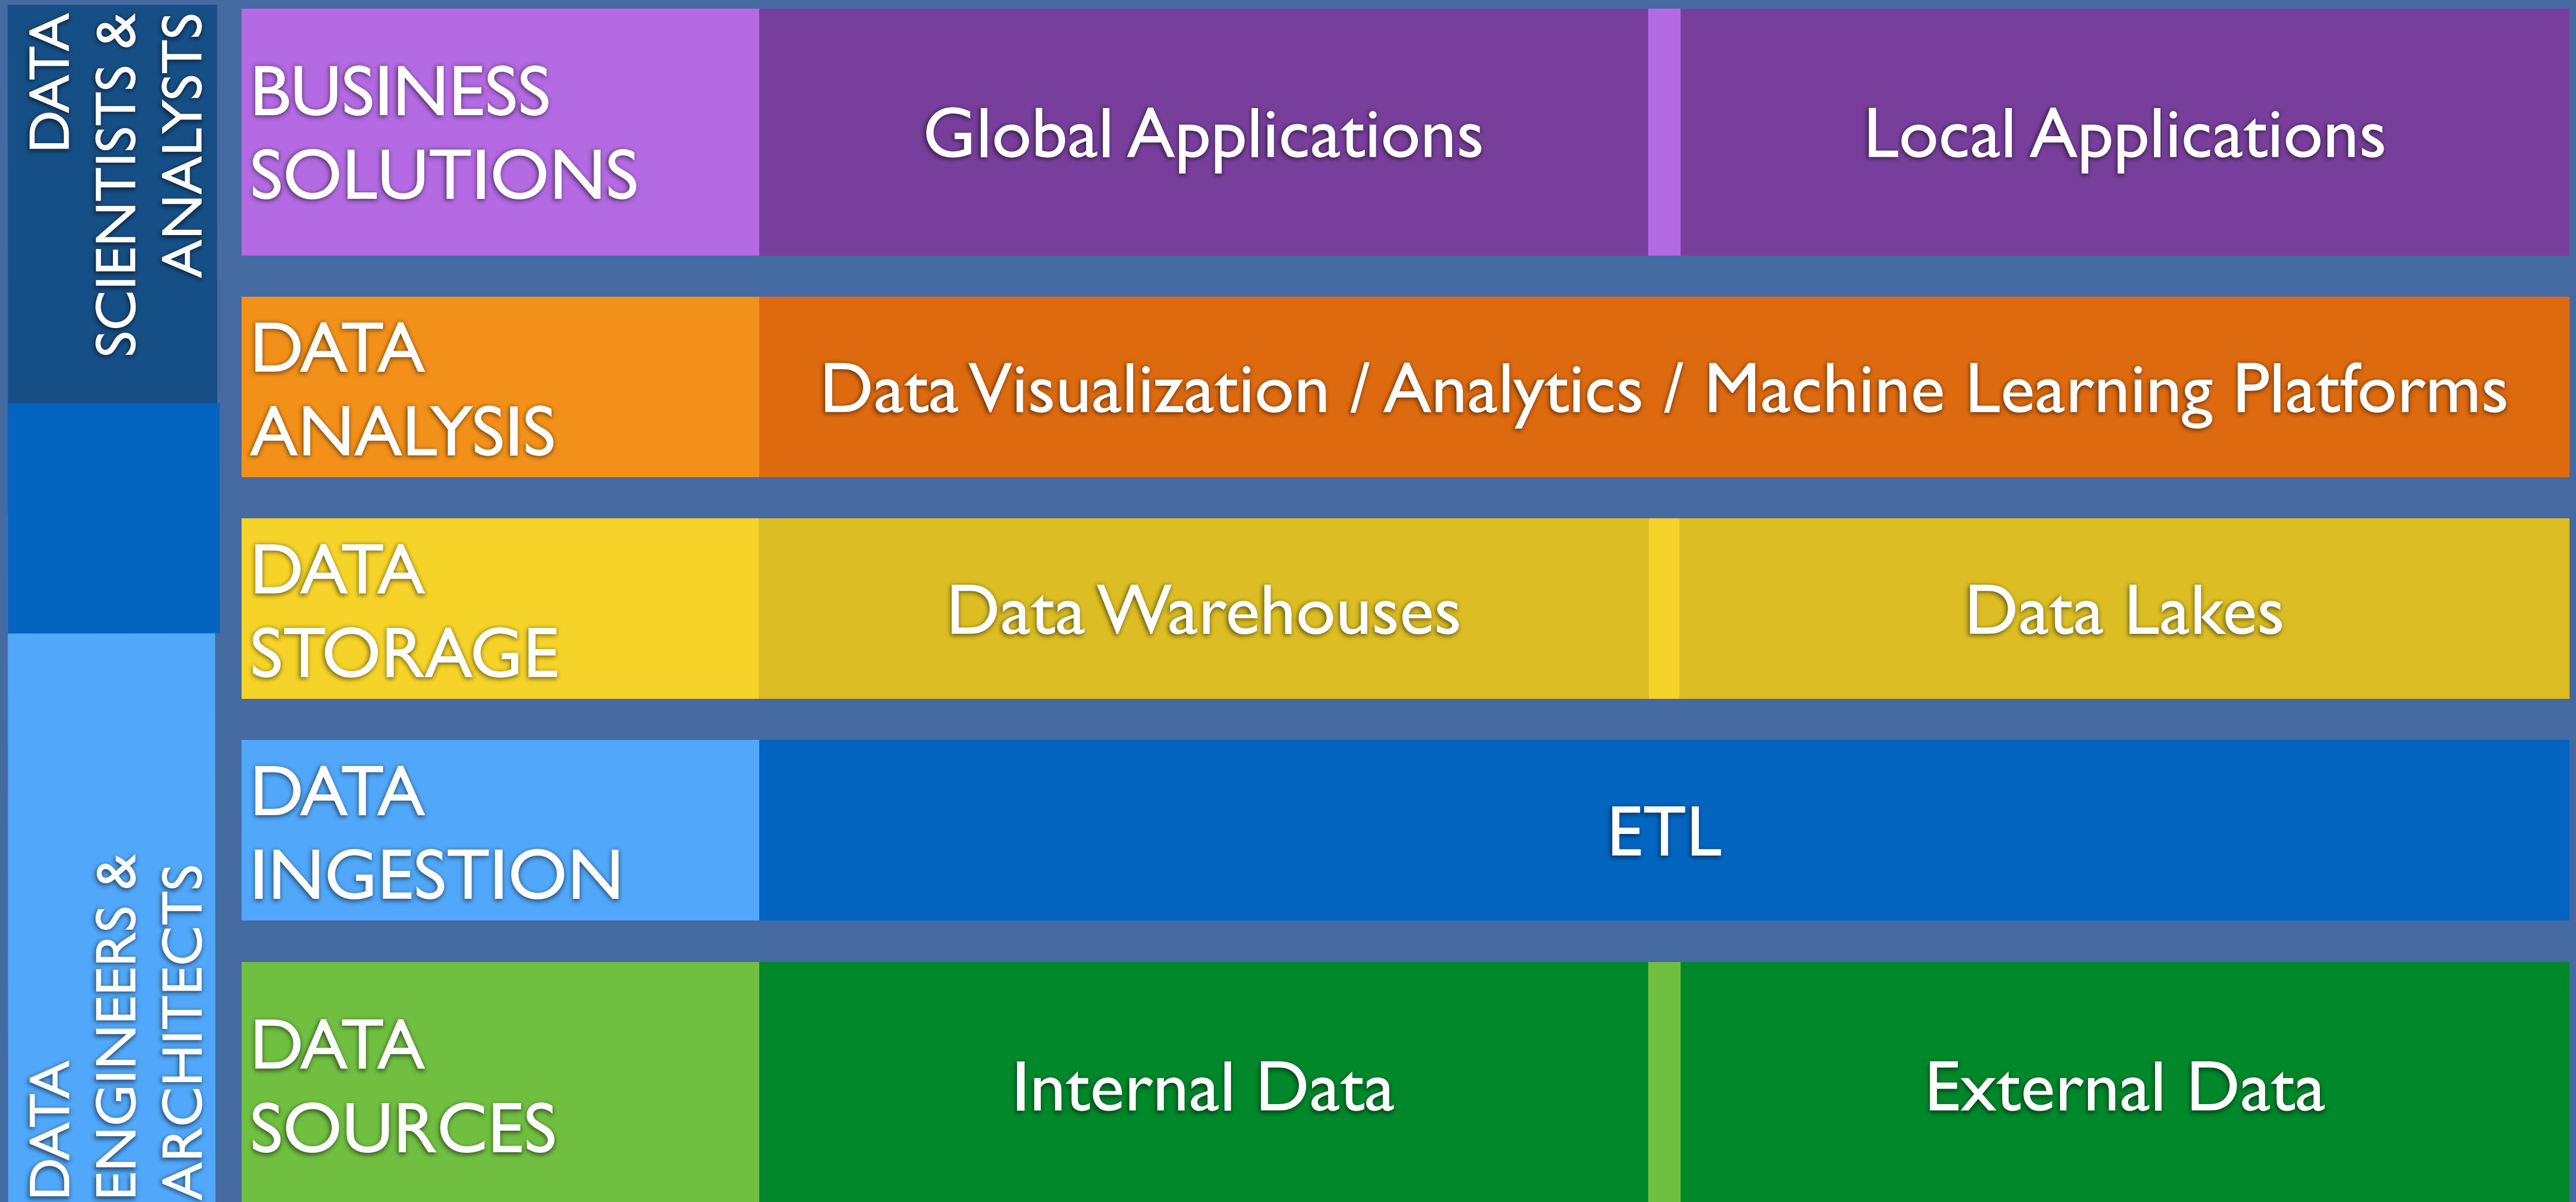 DATA
SCIENTISTS &
ANALYSTS
BUSINESS
SOLUTIONS
Global Applications
Local Applications
DATA
ANALYSIS
Data Visualization / Analytics / Machine Learning Platforms
DATA
STORAGE
Data Warehouses
Data Lakes
DATA
ENGINEERS &
ARCHITECTS
DATA
INGESTION
ETL
DATA
SOURCES
Internal Data
External Data